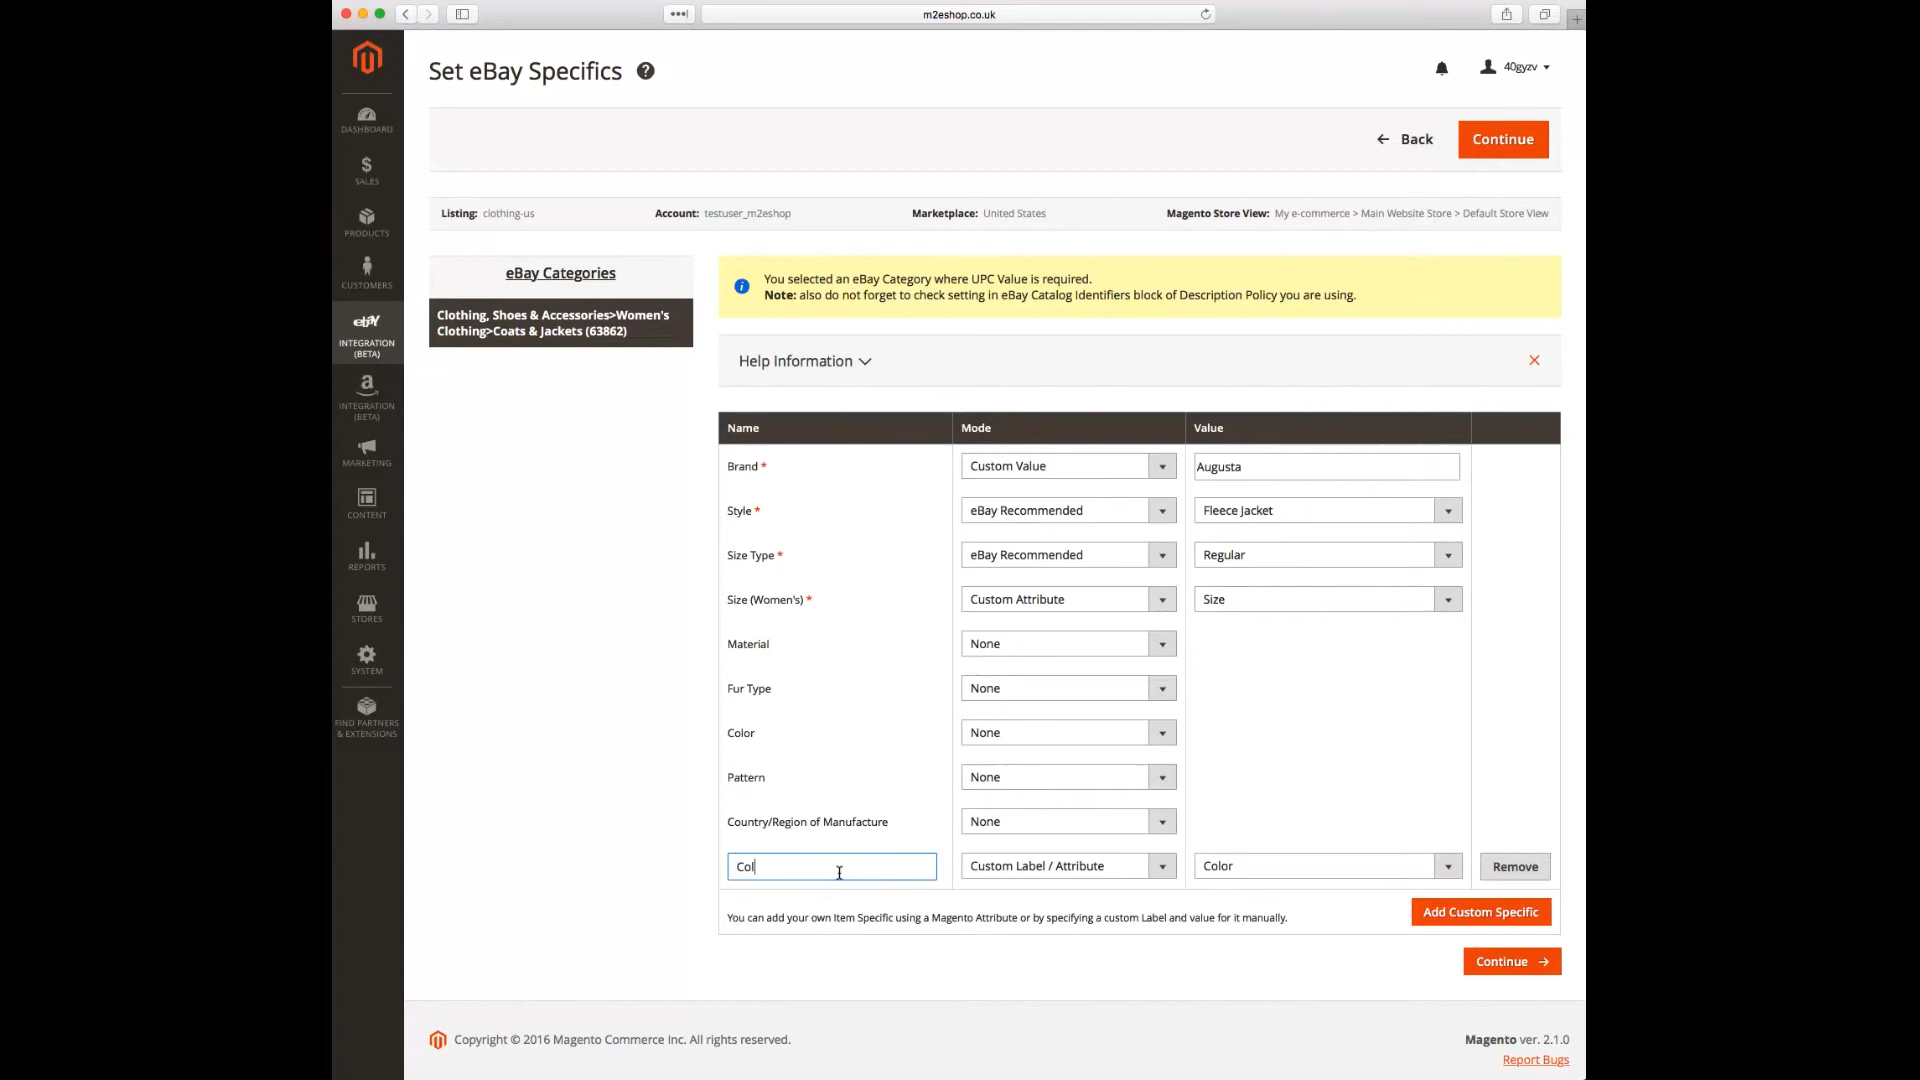 m2eshop.co.uk
Set eBay Specifics ?
40gyzv
← Back
Continue
Listing: clothing-us
Account: testuser_m2eshop
Marketplace: United States
Magento Store View: My e-commerce > Main Website Store > Default Store View
DASHBOARD
$
SALES
PRODUCTS
CUSTOMERS
ebay
INTEGRATION
(BETA)
a
INTEGRATION
(BETA)
MARKETING
CONTENT
REPORTS
STORES
SYSTEM
FIND PARTNERS
& EXTENSIONS
eBay Categories
Clothing, Shoes & Accessories>Women's
Clothing>Coats & Jackets (63862)
i
You selected an eBay Category where UPC Value is required.
Note: also do not forget to check setting in eBay Catalog Identifiers block of Description Policy you are using.
Help Information
Name Mode Value
Brand * Custom Value Augusta
Style * eBay Recommended Fleece Jacket
Size Type * eBay Recommended Regular
Size (Women's) * Custom Attribute Size
Material None
Fur Type None
Color None
Pattern None
Country/Region of Manufacture None
Col Custom Label / Attribute Color Remove
You can add your own Item Specific using a Magento Attribute or by specifying a custom Label and value for it manually.
Add Custom Specific
Continue →
Copyright © 2016 Magento Commerce Inc. All rights reserved.
Magento ver. 2.1.0
Report Bugs